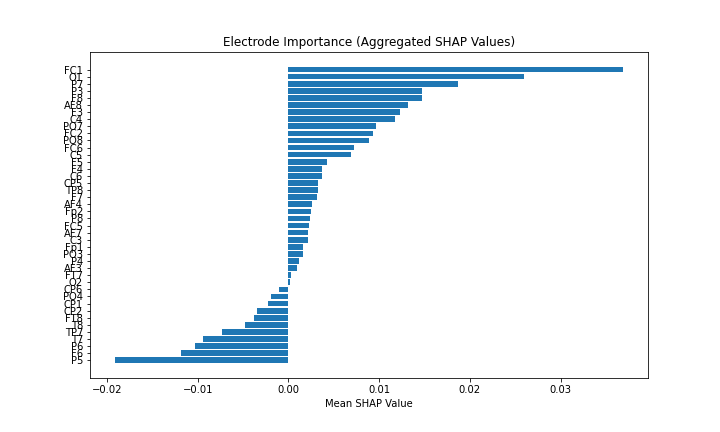 Electrode Importance (Aggregated SHAP Values)
FC1
O1
P7
P3
F8
AF8
F3
C4
PO7
FC2
PO8
FC6
C5
F5
F4
C6
CP5
TP8
F7
AF4
Fp2
P8
FC5
AF7
C3
Fp1
PO3
P4
AF3
FT7
O2
CP6
PO4
CP1
CP2
FT8
T8
TP7
T7
P6
F6
P5
−0.02 −0.01 0.00 0.01 0.02 0.03
Mean SHAP Value